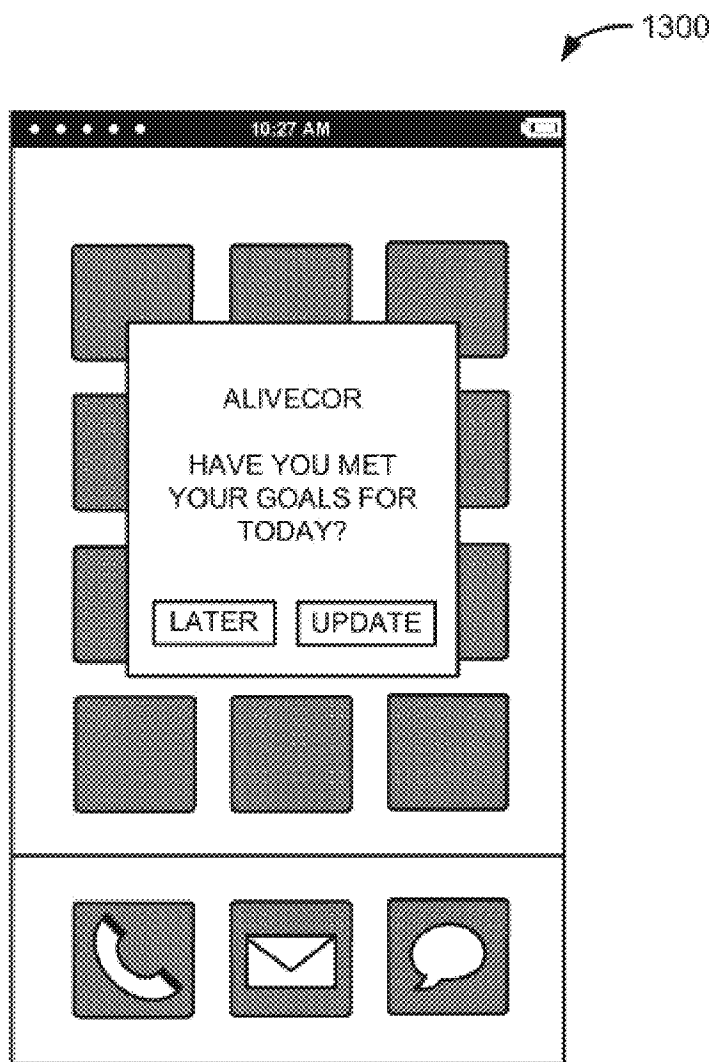 1300
10:27 AM
ALIVECOR
HAVE YOU MET
YOUR GOALS FOR
TODAY?
LATER UPDATE